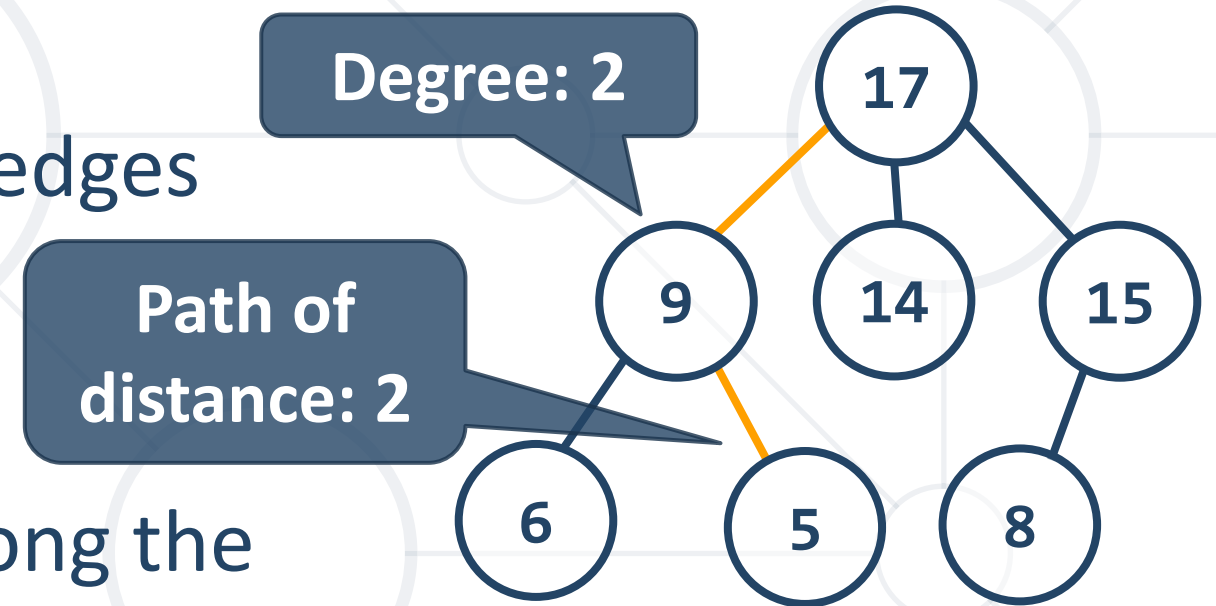 Degree: 2
17
edges
Path of
distance: 2
9
14
15
6
5
8
ong the